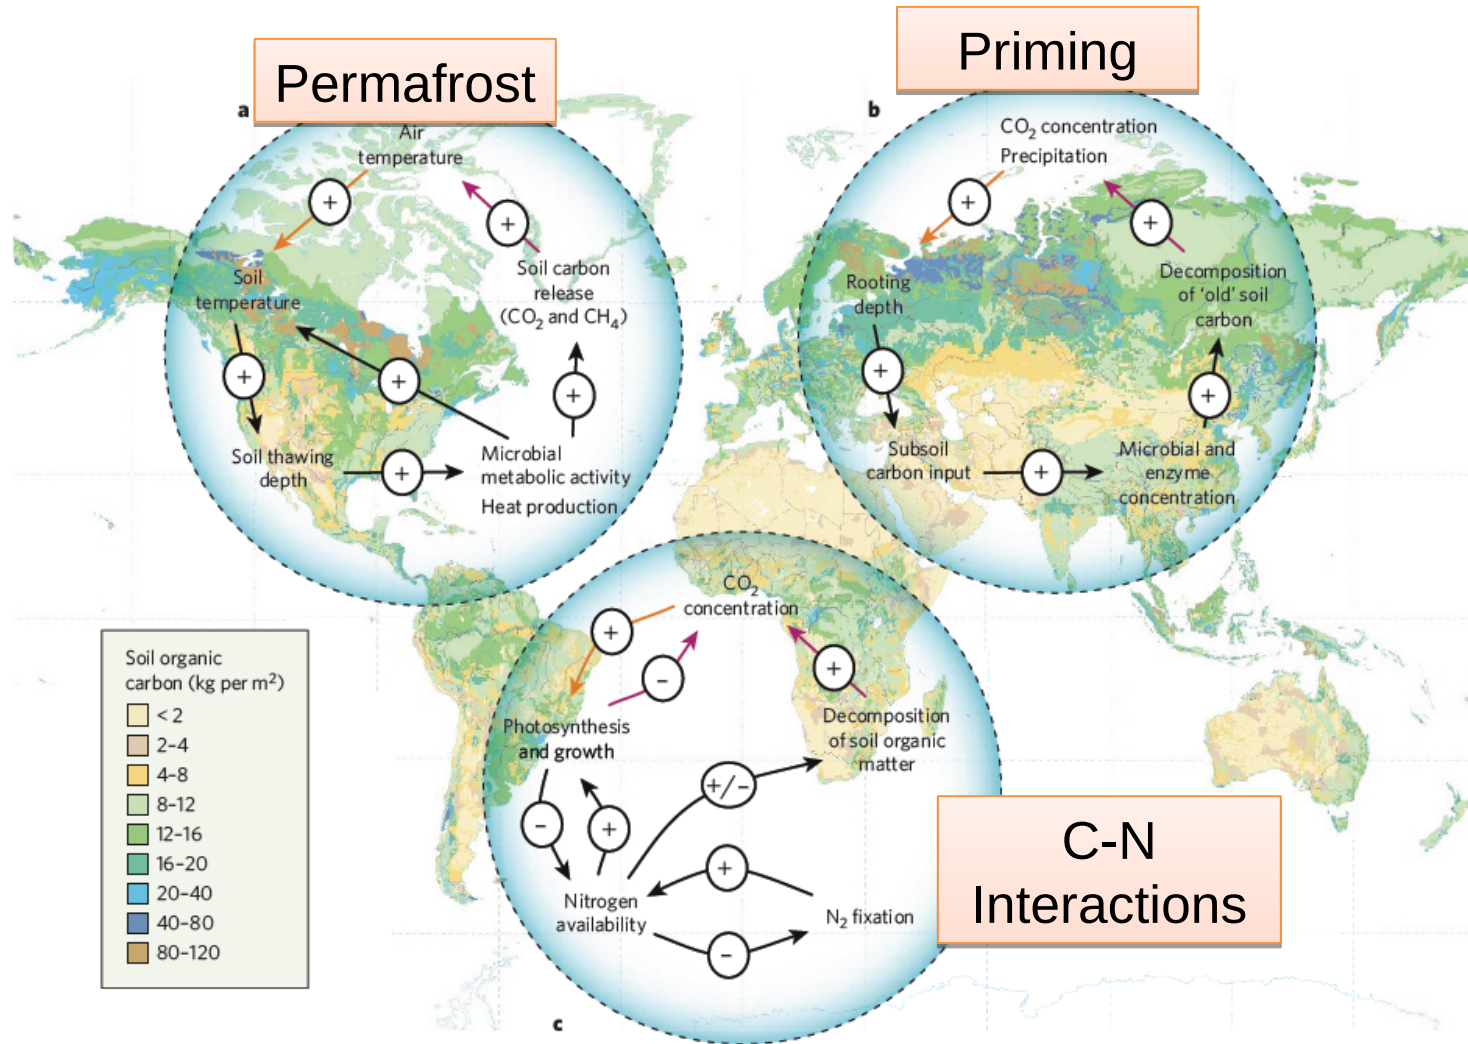 Permafrost
Priming
a
Air
temperature
+
+
Soil
temperature
Soil carbon
release
(CO₂ and CH₄)
+
+
+
Soil thawing
depth
+
Microbial
metabolic activity
Heat production
b
CO₂ concentration
Precipitation
+
+
Rooting
depth
Decomposition
of ‘old’ soil
carbon
+
+
Subsoil
carbon input
+
Microbial and
enzyme
concentration
CO₂
concentration
+
–
+
Photosynthesis
and growth
Decomposition
of soil organic
matter
+/–
–
+
+
Nitrogen
availability
N₂ fixation
–
c
C-N
Interactions
Soil organic
carbon (kg per m²)
< 2
2–4
4–8
8–12
12–16
16–20
20–40
40–80
80–120